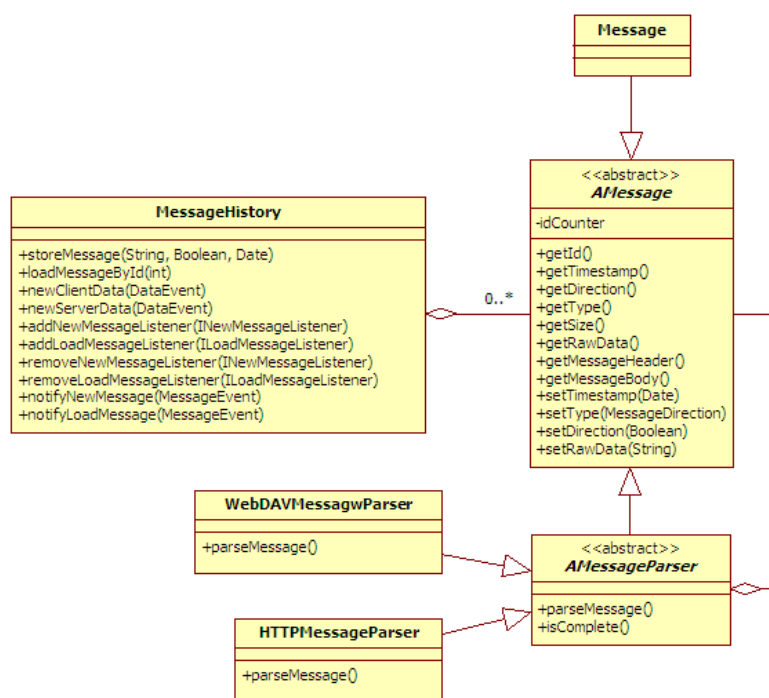 Message
<<abstract>>
AMessage
-idCounter
+getId()
+getTimestamp()
+getDirection()
+getType()
+getSize()
+getRawData()
+getMessageHeader()
+getMessageBody()
+setTimestamp(Date)
+setType(MessageDirection)
+setDirection(Boolean)
+setRawData(String)
MessageHistory
+storeMessage(String, Boolean, Date)
+loadMessageById(int)
+newClientData(DataEvent)
+newServerData(DataEvent)
+addNewMessageListener(INewMessageListener)
+addLoadMessageListener(ILoadMessageListener)
+removeNewMessageListener(INewMessageListener)
+removeLoadMessageListener(ILoadMessageListener)
+notifyNewMessage(MessageEvent)
+notifyLoadMessage(MessageEvent)
0..*
WebDAVMessagwParser
+parseMessage()
<<abstract>>
AMessageParser
+parseMessage()
+isComplete()
HTTPMessageParser
+parseMessage()